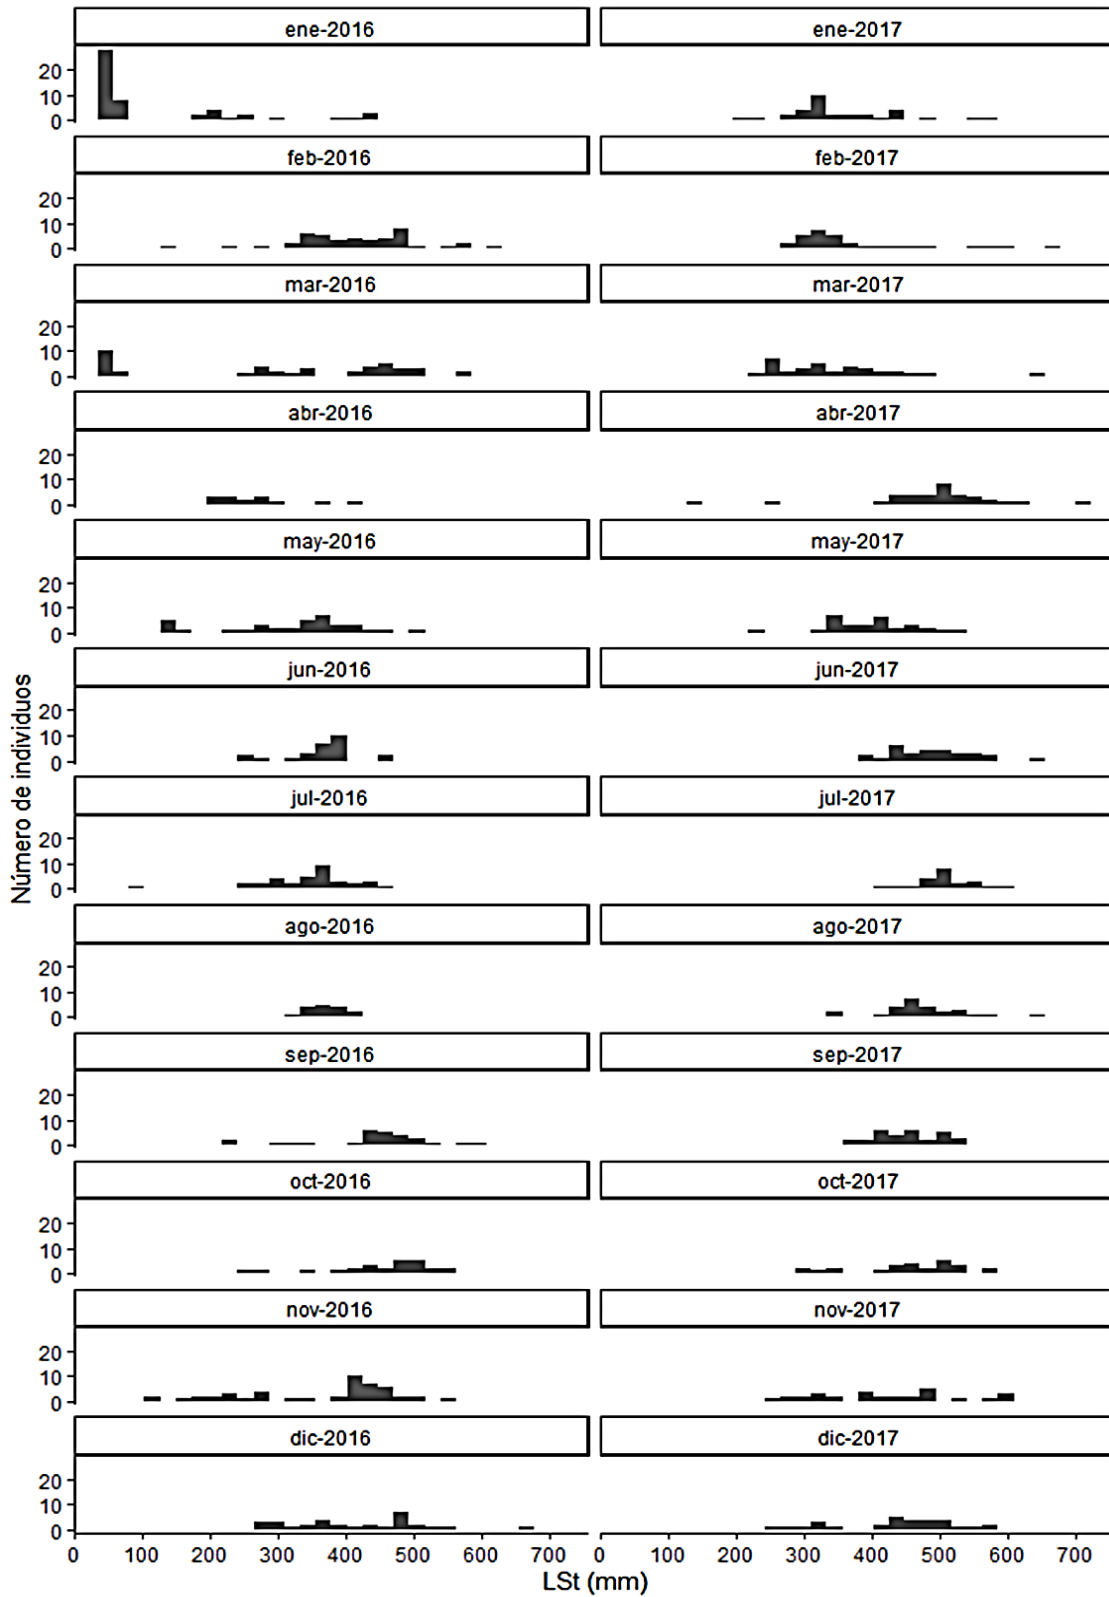 ene-2016 ene-2017
20
10
0
feb-2016 feb-2017
20
10
0
mar-2016 mar-2017
20
10
0
abr-2016 abr-2017
20
10
0
may-2016 may-2017
20
10
0
jun-2016 jun-2017
20
10
0
jul-2016 jul-2017
20
10
0
ago-2016 ago-2017
20
10
0
sep-2016 sep-2017
20
10
0
oct-2016 oct-2017
20
10
0
nov-2016 nov-2017
20
10
0
dic-2016 dic-2017
20
10
0
Número de individuos
0 100 200 300 400 500 600 700 0 100 200 300 400 500 600 700
LSt (mm)